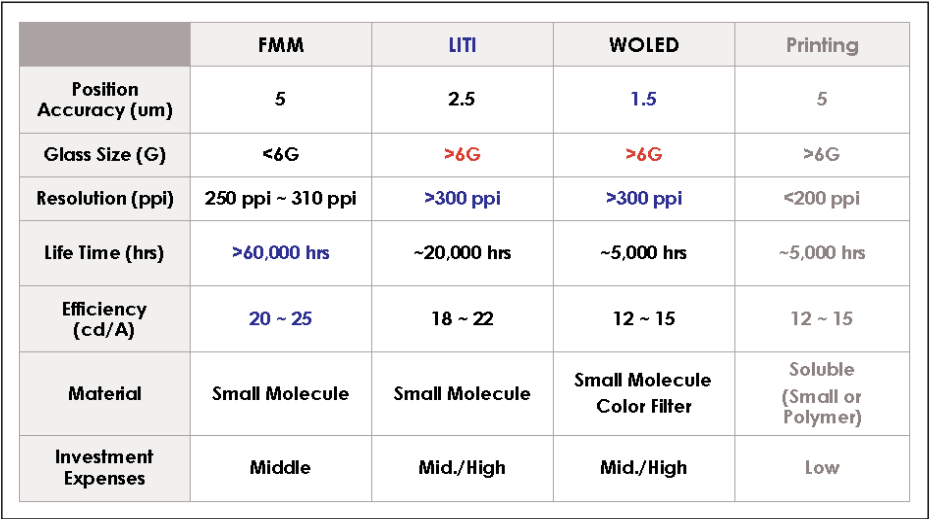 FMM LITI WOLED Printing
Position
Accuracy (um) 5 2.5 1.5 5
Glass Size (G) <6G >6G >6G >6G
Resolution (ppi) 250 ppi ~ 310 ppi >300 ppi >300 ppi <200 ppi
Life Time (hrs) >60,000 hrs ~20,000 hrs ~5,000 hrs ~5,000 hrs
Efficiency
(cd/A) 20 ~ 25 18 ~ 22 12 ~ 15 12 ~ 15
Material Small Molecule Small Molecule Small Molecule
Color Filter Soluble
(Small or
Polymer)
Investment
Expenses Middle Mid./High Mid./High Low